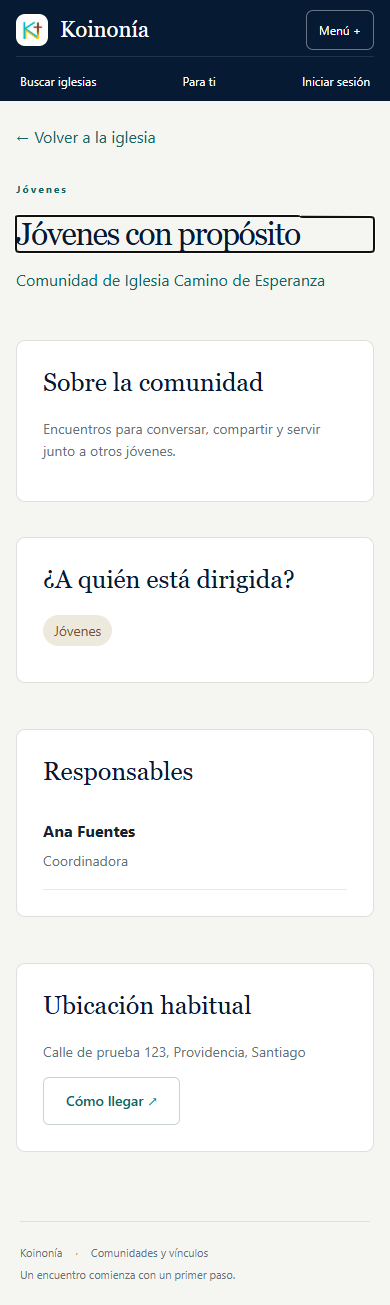 Koinonía
Menú +
Buscar iglesias
Para ti
Iniciar sesión
← Volver a la iglesia
Jóvenes
Jóvenes con propósito
Comunidad de Iglesia Camino de Esperanza
Sobre la comunidad
Encuentros para conversar, compartir y servir
junto a otros jóvenes.
¿A quién está dirigida?
Jóvenes
Responsables
Ana Fuentes
Coordinadora
Ubicación habitual
Calle de prueba 123, Providencia, Santiago
Cómo llegar ↗
Koinonía · Comunidades y vínculos
Un encuentro comienza con un primer paso.